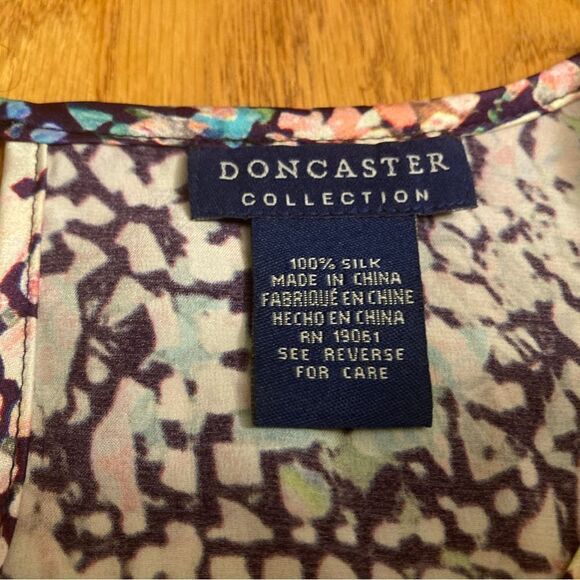 DONCASTER
COLLECTION
100% SILK
MADE IN CHINA
FABRIQUÉ EN CHINE
HECHO EN CHINA
RN 19061
SEE REVERSE
FOR CARE